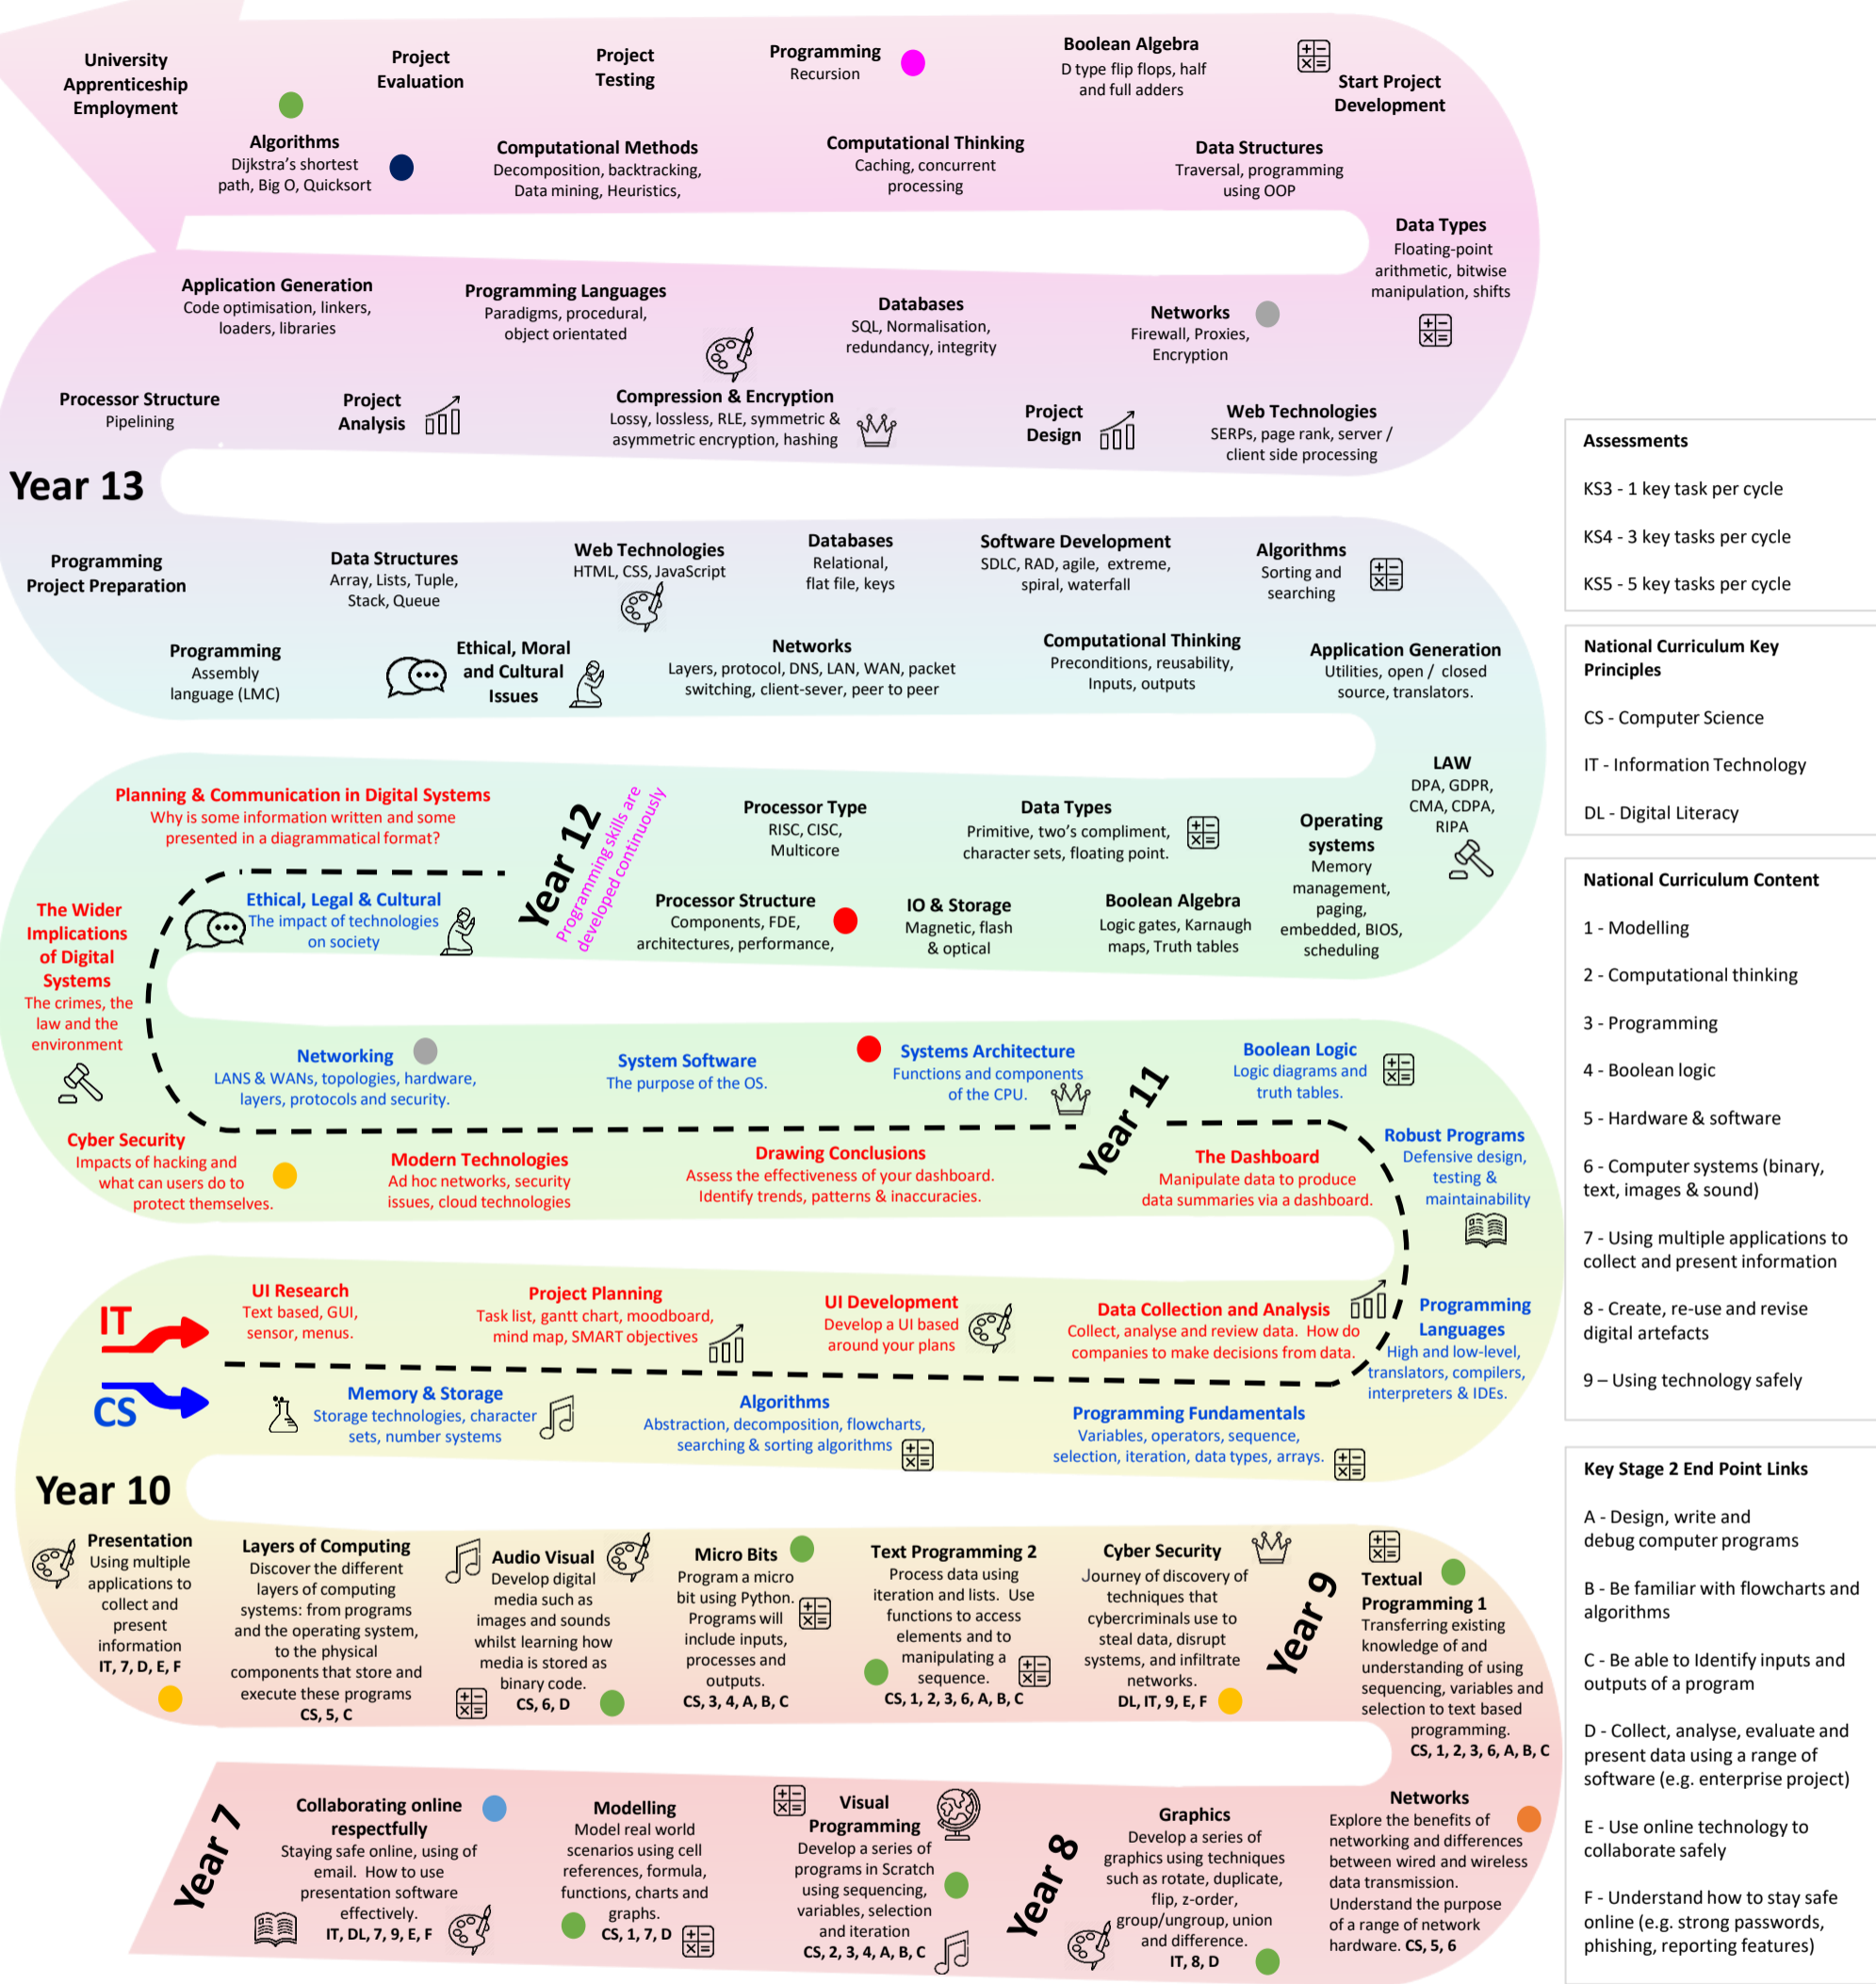 University
Apprenticeship
Employment
Project
Evaluation
Project
Testing
Programming
Recursion
Boolean Algebra
D type flip flops, half
and full adders
Start Project
Development
Algorithms
Dijkstra's shortest
path, Big O, Quicksort
Computational Methods
Decomposition, backtracking,
Data mining, Heuristics,
Computational Thinking
Caching, concurrent
processing
Data Structures
Traversal, programming
using OOP
Data Types
Floating-point
arithmetic, bitwise
manipulation, shifts
Application Generation
Code optimisation, linkers,
loaders, libraries
Programming Languages
Paradigms, procedural,
object orientated
Databases
SQL, Normalisation,
redundancy, integrity
Networks
Firewall, Proxies,
Encryption
Processor Structure
Pipelining
Project
Analysis
Compression & Encryption
Lossy, lossless, RLE, symmetric &
asymmetric encryption, hashing
Project
Design
Web Technologies
SERPs, page rank, server /
client side processing
Year 13
Programming
Project Preparation
Data Structures
Array, Lists, Tuple,
Stack, Queue
Web Technologies
HTML, CSS, JavaScript
Databases
Relational,
flat file, keys
Software Development
SDLC, RAD, agile, extreme,
spiral, waterfall
Algorithms
Sorting and
searching
Programming
Assembly
language (LMC)
Ethical, Moral
and Cultural
Issues
Networks
Layers, protocol, DNS, LAN, WAN, packet
switching, client-sever, peer to peer
Computational Thinking
Preconditions, reusability,
Inputs, outputs
Application Generation
Utilities, open / closed
source, translators.
LAW
DPA, GDPR,
CMA, CDPA,
RIPA
Planning & Communication in Digital Systems
Why is some information written and some
presented in a diagrammatical format?
Year 12
Programming skills are
developed continuously
Processor Type
RISC, CISC,
Multicore
Data Types
Primitive, two's compliment,
character sets, floating point.
Operating
systems
Memory
management,
paging,
embedded, BIOS,
scheduling
The Wider
Implications
of Digital
Systems
The crimes, the
law and the
environment
Ethical, Legal & Cultural
The impact of technologies
on society
Processor Structure
Components, FDE,
architectures, performance,
IO & Storage
Magnetic, flash
& optical
Boolean Algebra
Logic gates, Karnaugh
maps, Truth tables
Networking
LANS & WANs, topologies, hardware,
layers, protocols and security.
System Software
The purpose of the OS.
Systems Architecture
Functions and components
of the CPU.
Year 11
Boolean Logic
Logic diagrams and
truth tables.
Cyber Security
Impacts of hacking and
what can users do to
protect themselves.
Modern Technologies
Ad hoc networks, security
issues, cloud technologies
Drawing Conclusions
Assess the effectiveness of your dashboard.
Identify trends, patterns & inaccuracies.
The Dashboard
Manipulate data to produce
data summaries via a dashboard.
Robust Programs
Defensive design,
testing &
maintainability
IT
UI Research
Text based, GUI,
sensor, menus.
Project Planning
Task list, gantt chart, moodboard,
mind map, SMART objectives
UI Development
Develop a UI based
around your plans
Data Collection and Analysis
Collect, analyse and review data. How do
companies to make decisions from data.
Programming
Languages
High and low-level,
translators, compilers,
interpreters & IDEs.
CS
Memory & Storage
Storage technologies, character
sets, number systems
Algorithms
Abstraction, decomposition, flowcharts,
searching & sorting algorithms
Programming Fundamentals
Variables, operators, sequence,
selection, iteration, data types, arrays.
Year 10
Presentation
Using multiple
applications to
collect and
present
information
IT, 7, D, E, F
Layers of Computing
Discover the different
layers of computing
systems: from programs
and the operating system,
to the physical
components that store and
execute these programs
CS, 5, C
Audio Visual
Develop digital
media such as
images and sounds
whilst learning how
media is stored as
binary code.
CS, 6, D
Micro Bits
Program a micro
bit using Python.
Programs will
include inputs,
processes and
outputs.
CS, 3, 4, A, B, C
Text Programming 2
Process data using
iteration and lists. Use
functions to access
elements and to
manipulating a
sequence.
CS, 1, 2, 3, 6, A, B, C
Cyber Security
Journey of discovery of
techniques that
cybercriminals use to
steal data, disrupt
systems, and infiltrate
networks.
DL, IT, 9, E, F
Year 9
Textual
Programming 1
Transferring existing
knowledge of and
understanding of using
sequencing, variables and
selection to text based
programming.
CS, 1, 2, 3, 6, A, B, C
Year 7
Collaborating online
respectfully
Staying safe online, using of
email. How to use
presentation software
effectively.
IT, DL, 7, 9, E, F
Modelling
Model real world
scenarios using cell
references, formula,
functions, charts and
graphs.
CS, 1, 7, D
Visual
Programming
Develop a series of
programs in Scratch
using sequencing,
variables, selection
and iteration
CS, 2, 3, 4, A, B, C
Year 8
Graphics
Develop a series of
graphics using techniques
such as rotate, duplicate,
flip, z-order,
group/ungroup, union
and difference.
IT, 8, D
Networks
Explore the benefits of
networking and differences
between wired and wireless
data transmission.
Understand the purpose
of a range of network
hardware. CS, 5, 6
Assessments
KS3 - 1 key task per cycle
KS4 - 3 key tasks per cycle
KS5 - 5 key tasks per cycle
National Curriculum Key
Principles
CS - Computer Science
IT - Information Technology
DL - Digital Literacy
National Curriculum Content
1 - Modelling
2 - Computational thinking
3 - Programming
4 - Boolean logic
5 - Hardware & software
6 - Computer systems (binary,
text, images & sound)
7 - Using multiple applications to
collect and present information
8 - Create, re-use and revise
digital artefacts
9 – Using technology safely
Key Stage 2 End Point Links
A - Design, write and
debug computer programs
B - Be familiar with flowcharts and
algorithms
C - Be able to Identify inputs and
outputs of a program
D - Collect, analyse, evaluate and
present data using a range of
software (e.g. enterprise project)
E - Use online technology to
collaborate safely
F - Understand how to stay safe
online (e.g. strong passwords,
phishing, reporting features)